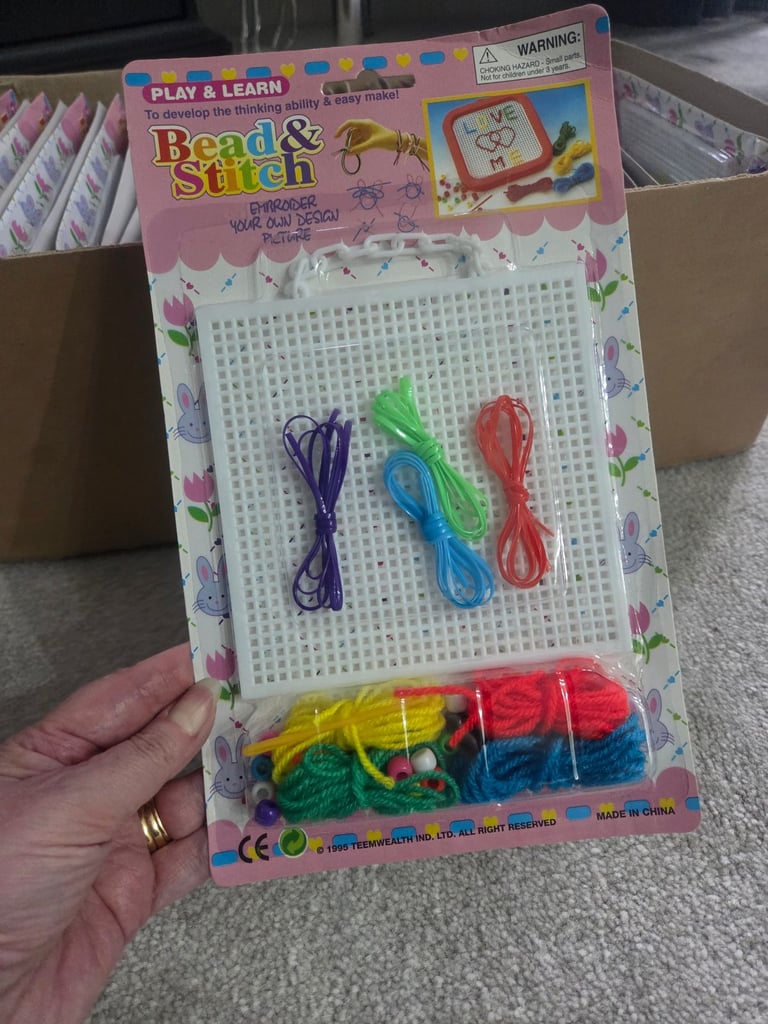 WARNING:
CHOKING HAZARD - Small parts.
Not for children under 3 years.
PLAY & LEARN
To develop the thinking ability & easy make!
Bead &
Stitch
LOVE
ME
EMBROIDER
YOUR OWN DESIGN
PICTURE
CE © 1995 TEEMWEALTH IND. LTD. ALL RIGHT RESERVED
MADE IN CHINA